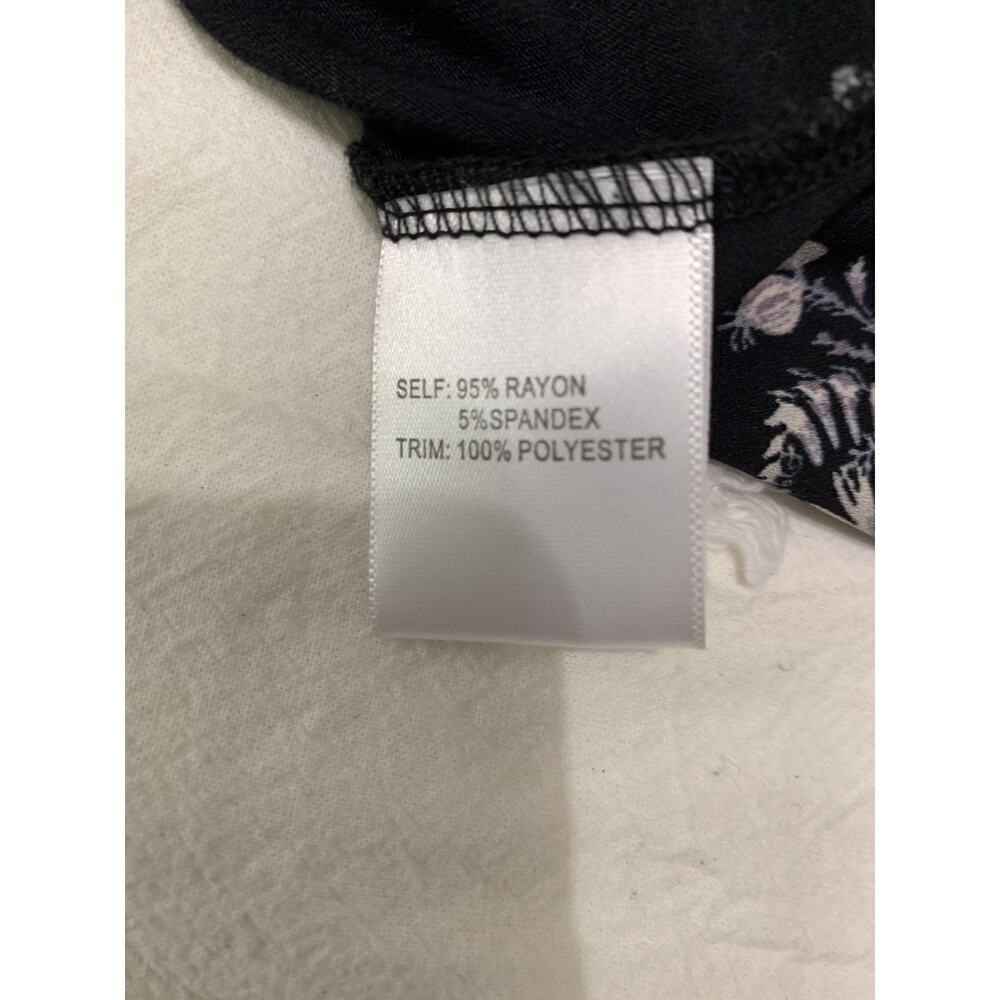 SELF: 95% RAYON
5%SPANDEX
TRIM: 100% POLYESTER